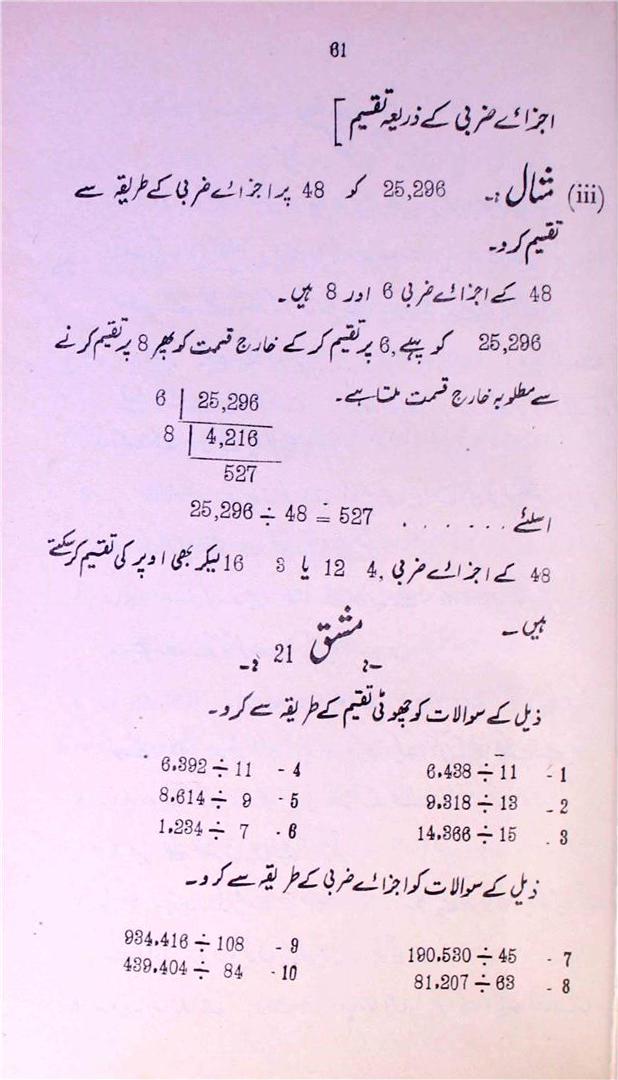 61
اجزائے ضربی کے ذریعہ تقسیم ]
(iii) مثال :۔ 25,296 کو 48 پر اجزائے ضربی کے طریقہ سے
تقسیم کرو۔
48 کے اجزائے ضربی 6 اور 8 ہیں۔
25,296 کو پہلے ,6 پر تقسیم کر کے خارج قسمت کو پھر 8 پر تقسیم کرنے
سے مطلوبہ خارج قسمت ملتا ہے۔
6 | 25,296
8 | 4,216
527
اسلئے . . . . . . . 25,296 ÷ 48 = 527
48 کے اجزائے ضربی ,4 12 یا 3 16 لیکر بھی اوپر کی تقسیم کر سکتے
ہیں۔
مشق 21
ذیل کے سوالات کو چھوٹی تقسیم کے طریقہ سے کرو۔
1 - 6.438 ÷ 11
2 - 9.318 ÷ 13
3 . 14.366 ÷ 15
4 - 6.392 ÷ 11
5 - 8.614 ÷ 9
6 - 1.234 ÷ 7
ذیل کے سوالات کو اجزائے ضربی کے طریقہ سے کرو۔
7 - 190.530 ÷ 45
8 - 81.207 ÷ 63
9 - 934.416 ÷ 108
10 - 439.404 ÷ 84